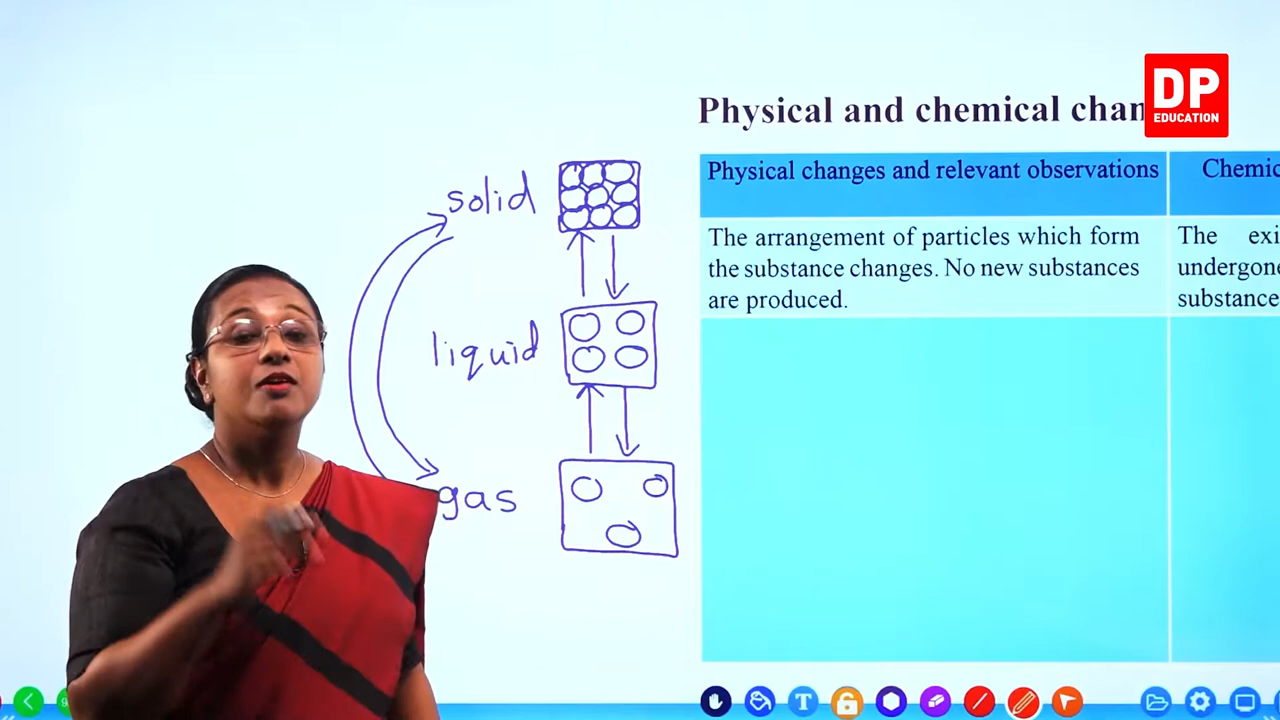 DP
EDUCATION
Physical and chemical chan
solid
liquid
gas
Physical changes and relevant observations
Chemic
The arrangement of particles which form
the substance changes. No new substances
are produced.
The exi
undergone
substance